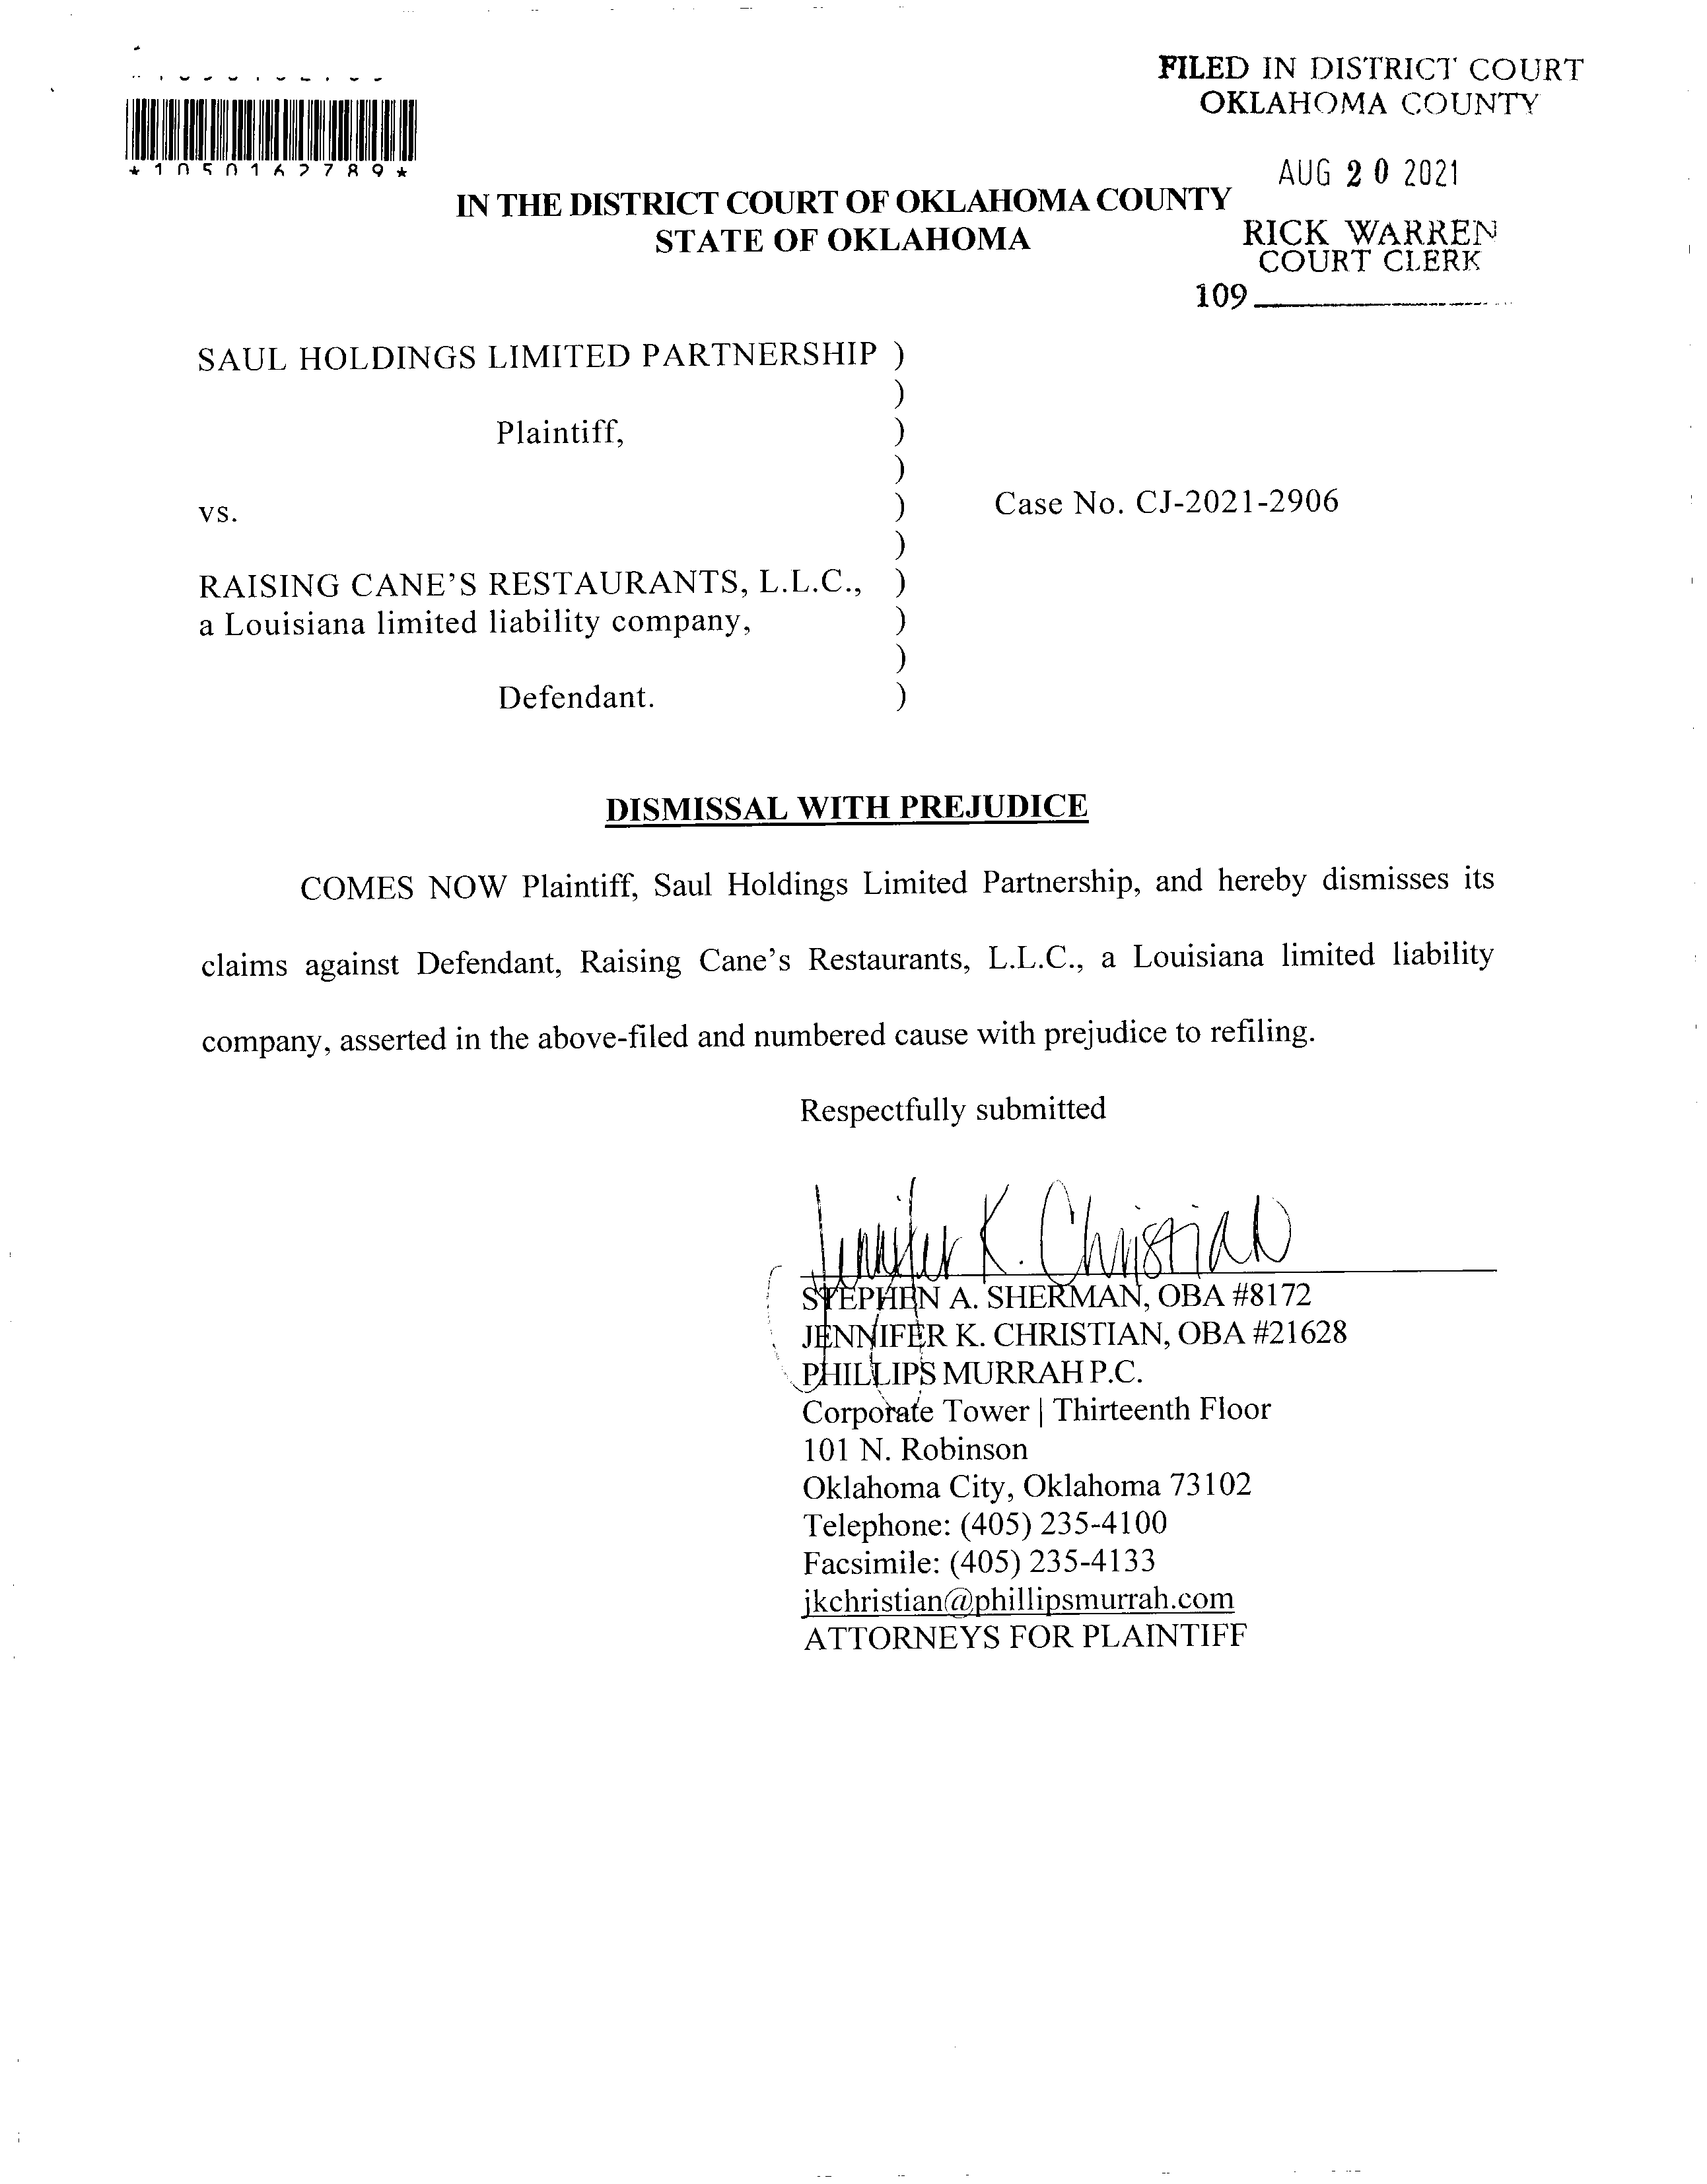 FILED IN DISTRICT COURT
OKLAHOMA COUNTY
*1050162789*
AUG 20 2021
IN THE DISTRICT COURT OF OKLAHOMA COUNTY
STATE OF OKLAHOMA
RICK WARREN
COURT CLERK
109
SAUL HOLDINGS LIMITED PARTNERSHIP )
)
Plaintiff, )
)
vs. ) Case No. CJ-2021-2906
)
RAISING CANE’S RESTAURANTS, L.L.C., )
a Louisiana limited liability company, )
)
Defendant. )
DISMISSAL WITH PREJUDICE
COMES NOW Plaintiff, Saul Holdings Limited Partnership, and hereby dismisses its
claims against Defendant, Raising Cane’s Restaurants, L.L.C., a Louisiana limited liability
company, asserted in the above-filed and numbered cause with prejudice to refiling.
Respectfully submitted
Jennifer K. Christian
STEPHEN A. SHERMAN, OBA #8172
JENNIFER K. CHRISTIAN, OBA #21628
PHILLIPS MURRAH P.C.
Corporate Tower | Thirteenth Floor
101 N. Robinson
Oklahoma City, Oklahoma 73102
Telephone: (405) 235-4100
Facsimile: (405) 235-4133
jkchristian@phillipsmurrah.com
ATTORNEYS FOR PLAINTIFF